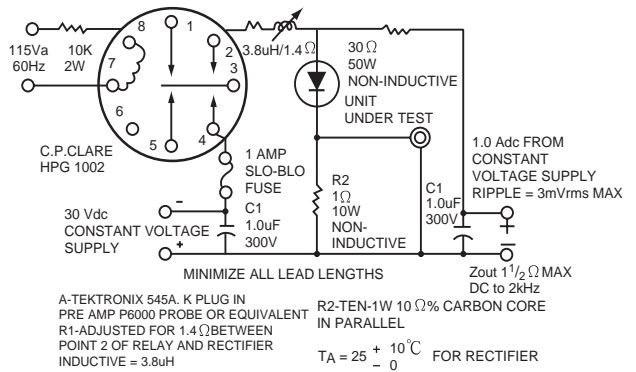 115Va
60Hz
10K
2W
8
1
7
2
3
6
5
4
3.8uH/1.4 Ω
30 Ω
50W
NON-INDUCTIVE
UNIT
UNDER TEST
C.P.CLARE
HPG 1002
1 AMP
SLO-BLO
FUSE
R2
1Ω
10W
NON-
INDUCTIVE
C1
1.0uF
300V
1.0 Adc FROM
CONSTANT
VOLTAGE SUPPLY
RIPPLE = 3mVrms MAX
30 Vdc
CONSTANT VOLTAGE
SUPPLY
-
+
C1
1.0uF
300V
+
-
MINIMIZE ALL LEAD LENGTHS
Zout 1 1/2 Ω MAX
DC to 2kHz
A-TEKTRONIX 545A. K PLUG IN
PRE AMP P6000 PROBE OR EQUIVALENT
R1-ADJUSTED FOR 1.4 Ω BETWEEN
POINT 2 OF RELAY AND RECTIFIER
INDUCTIVE = 3.8uH
R2-TEN-1W 10 Ω% CARBON CORE
IN PARALLEL
TA = 25 + 10°C - 0 FOR RECTIFIER